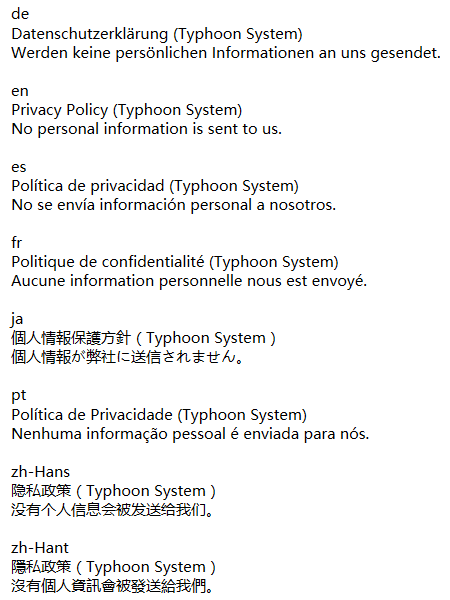 de
Datenschutzerklärung (Typhoon System)
Werden keine persönlichen Informationen an uns gesendet.
en
Privacy Policy (Typhoon System)
No personal information is sent to us.
es
Política de privacidad (Typhoon System)
No se envía información personal a nosotros.
fr
Politique de confidentialité (Typhoon System)
Aucune information personnelle nous est envoyé.
ja
個人情報保護方針（Typhoon System）
個人情報が弊社に送信されません。
pt
Política de Privacidade (Typhoon System)
Nenhuma informação pessoal é enviada para nós.
zh-Hans
隐私政策（Typhoon System）
没有个人信息会被发送给我们。
zh-Hant
隱私政策（Typhoon System）
沒有個人資訊會被發送給我們。